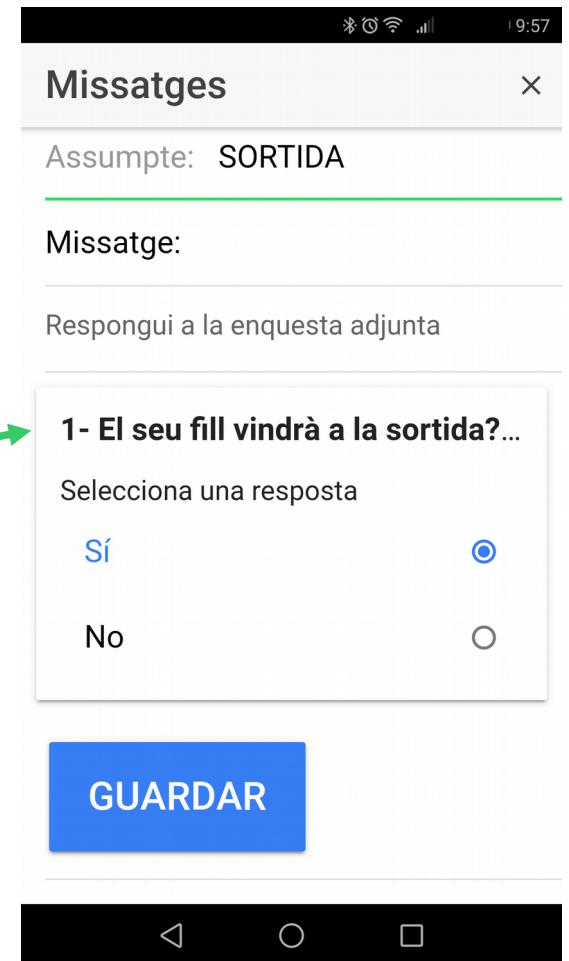 9:57
Missatges
Assumpte: SORTIDA
Missatge:
Respongui a la enquesta adjunta
1- El seu fill vindrà a la sortida?...
Selecciona una resposta
Sí
No
GUARDAR